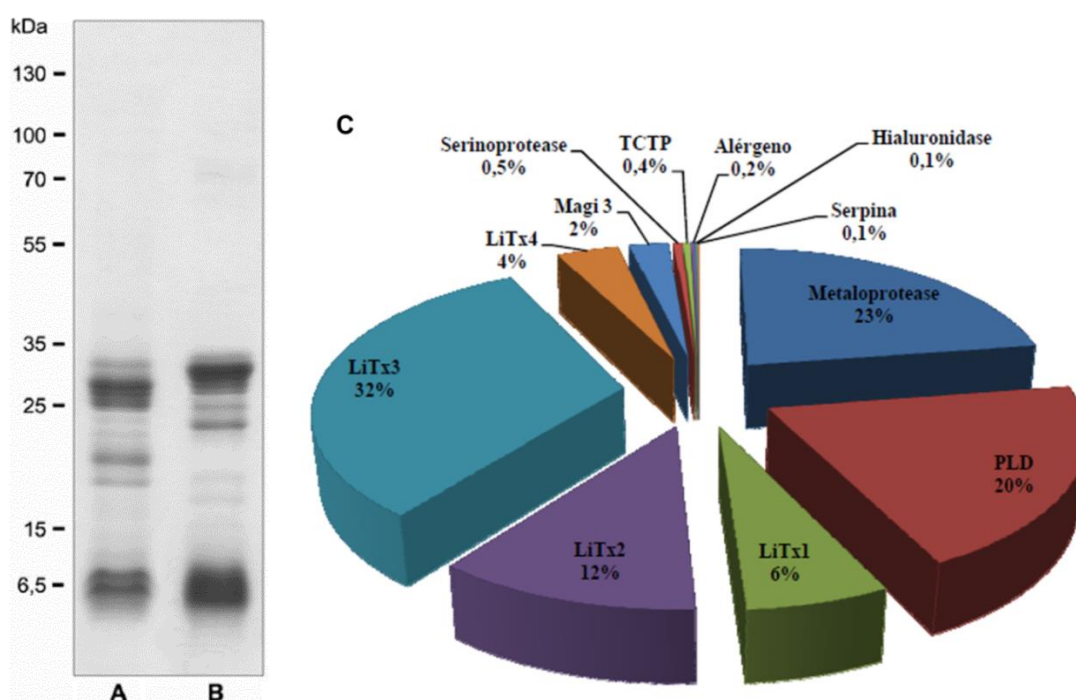 kDa
130
100
70
55
35
25
15
6,5
A
B
C
Serinoprotease
0,5%
TCTP
0,4%
Alérgeno
0,2%
Hialuronidase
0,1%
Magi 3
2%
Serpina
0,1%
LiTx4
4%
Metaloprotease
23%
LiTx3
32%
PLD
20%
LiTx2
12%
LiTx1
6%